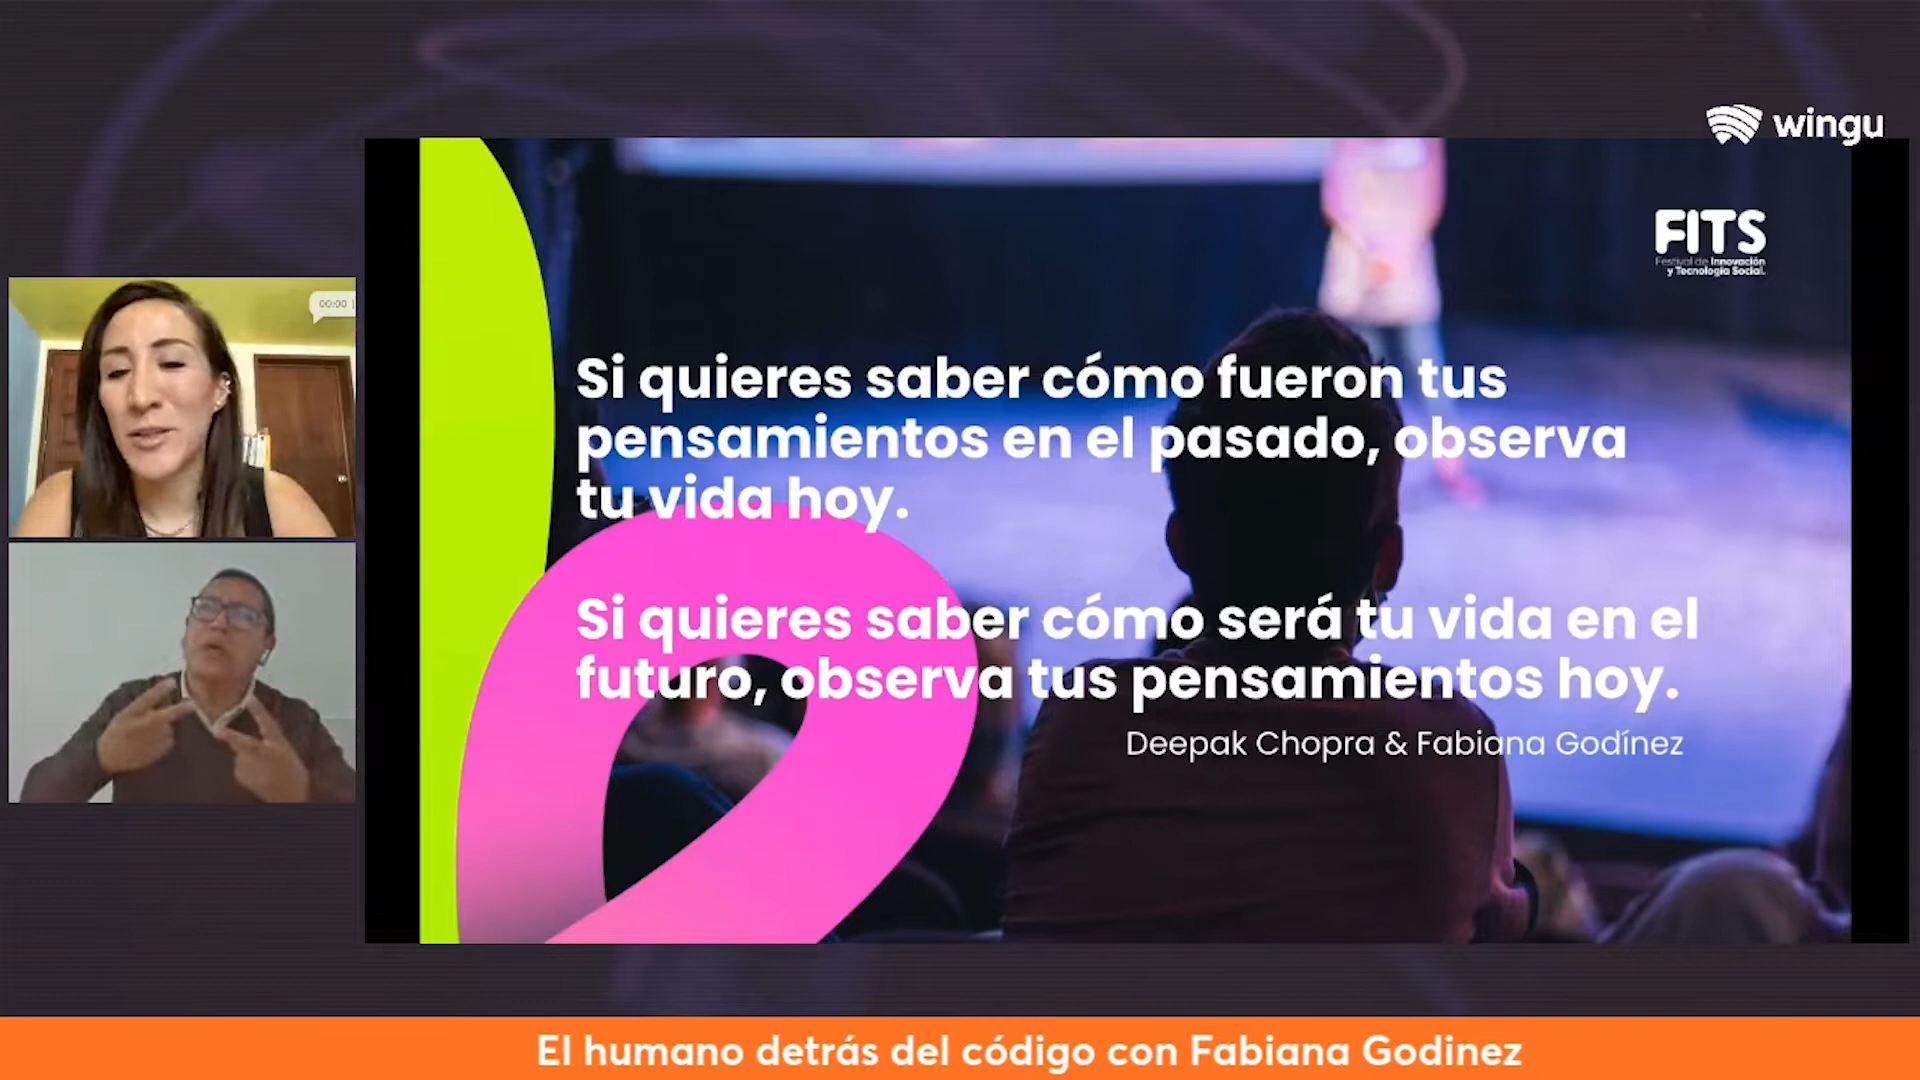 wingu
FITS
Festival de Innovación
y Tecnología Social.
00:00
Si quieres saber cómo fueron tus
pensamientos en el pasado, observa
tu vida hoy.
Si quieres saber cómo será tu vida en el
futuro, observa tus pensamientos hoy.
Deepak Chopra & Fabiana Godínez
El humano detrás del código con Fabiana Godinez